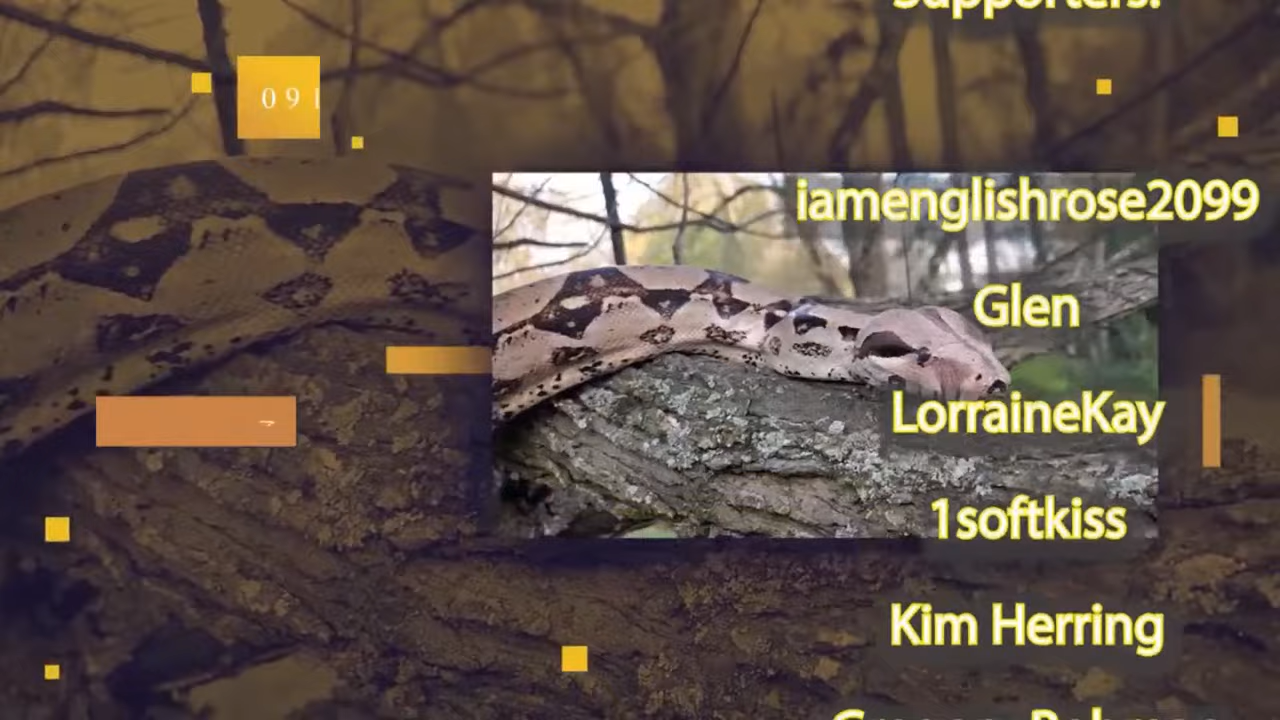 Supporters:
091
iamenglishrose2099
Glen
LorraineKay
1softkiss
Kim Herring